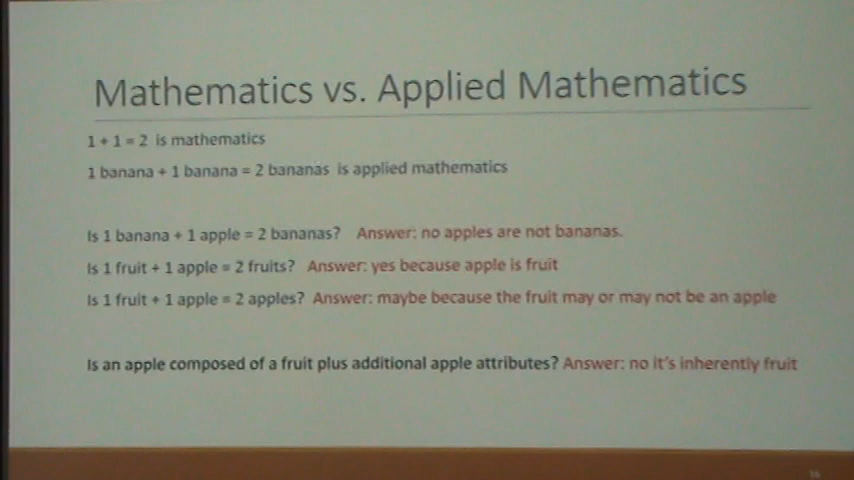 Mathematics vs. Applied Mathematics
1 + 1 = 2 is mathematics
1 banana + 1 banana = 2 bananas is applied mathematics
Is 1 banana + 1 apple = 2 bananas? Answer: no apples are not bananas.
Is 1 fruit + 1 apple = 2 fruits? Answer: yes because apple is fruit
Is 1 fruit + 1 apple = 2 apples? Answer: maybe because the fruit may or may not be an apple
Is an apple composed of a fruit plus additional apple attributes? Answer: no it's inherently fruit